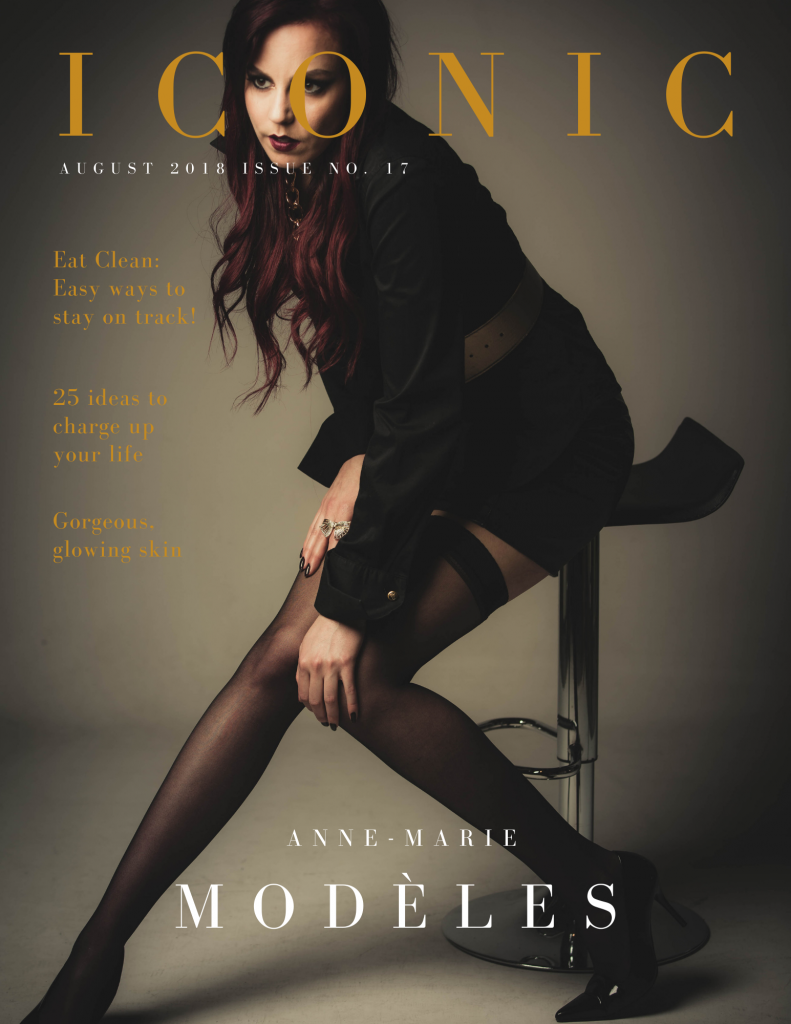 ICONIC
AUGUST 2018 ISSUE NO. 17
Eat Clean:
Easy ways to
stay on track!
25 ideas to
charge up
your life
Gorgeous,
glowing skin
ANNE-MARIE
MODÈLES